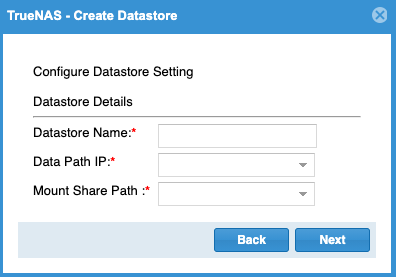 TrueNAS - Create Datastore
Configure Datastore Setting
Datastore Details
Datastore Name:*
Data Path IP:*
Mount Share Path :*
Back Next